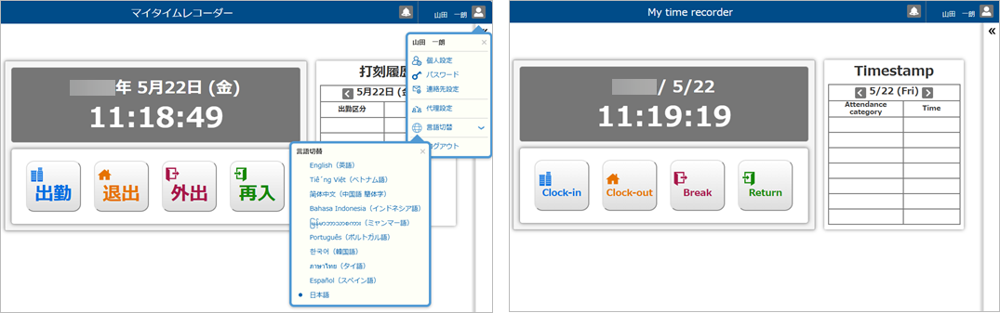 マイタイムレコーダー
山田 一朗
山田 一朗
個人設定
パスワード
連絡先設定
代理設定
言語切替
ログアウト
年 5月22日 (金)
11:18:49
出勤
退出
外出
再入
打刻履歴
5月22日 (金
出勤区分
言語切替
English（英語）
Tiếng Việt（ベトナム語）
简体中文（中国語 簡体字）
Bahasa Indonesia（インドネシア語）
မြန်မာဘာသာစကား（ミャンマー語）
Português（ポルトガル語）
한국어（韓国語）
ภาษาไทย（タイ語）
Español（スペイン語）
日本語
My time recorder
山田 一朗
/ 5/22
11:19:19
Clock-in
Clock-out
Break
Return
Timestamp
5/22 (Fri)
Attendance category
Time